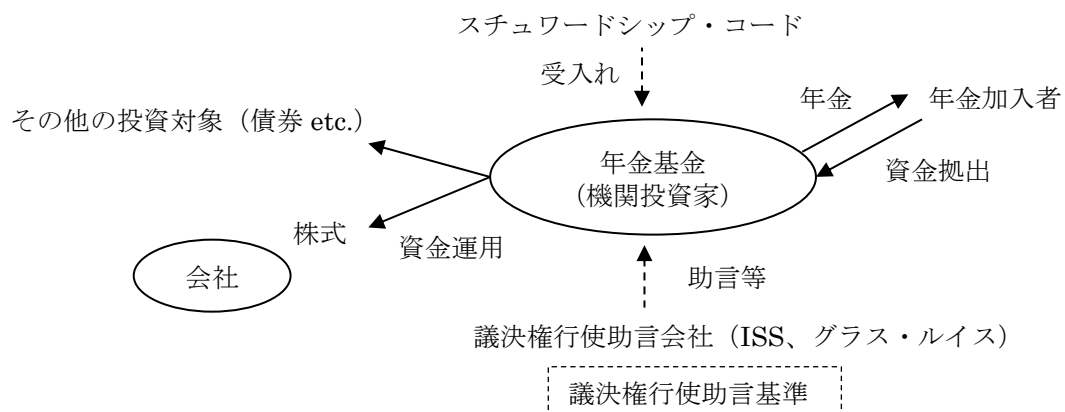 スチュワードシップ・コード
受入れ
年金
年金加入者
その他の投資対象（債券 etc.）
年金基金
（機関投資家）
資金拠出
株式
資金運用
会社
助言等
議決権行使助言会社（ISS、グラス・ルイス）
議決権行使助言基準